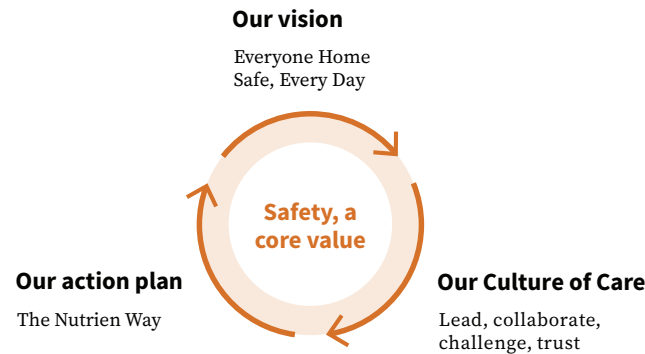 Our vision
Everyone Home
Safe, Every Day
Safety, a
core value
Our action plan
The Nutrien Way
Our Culture of Care
Lead, collaborate,
challenge, trust